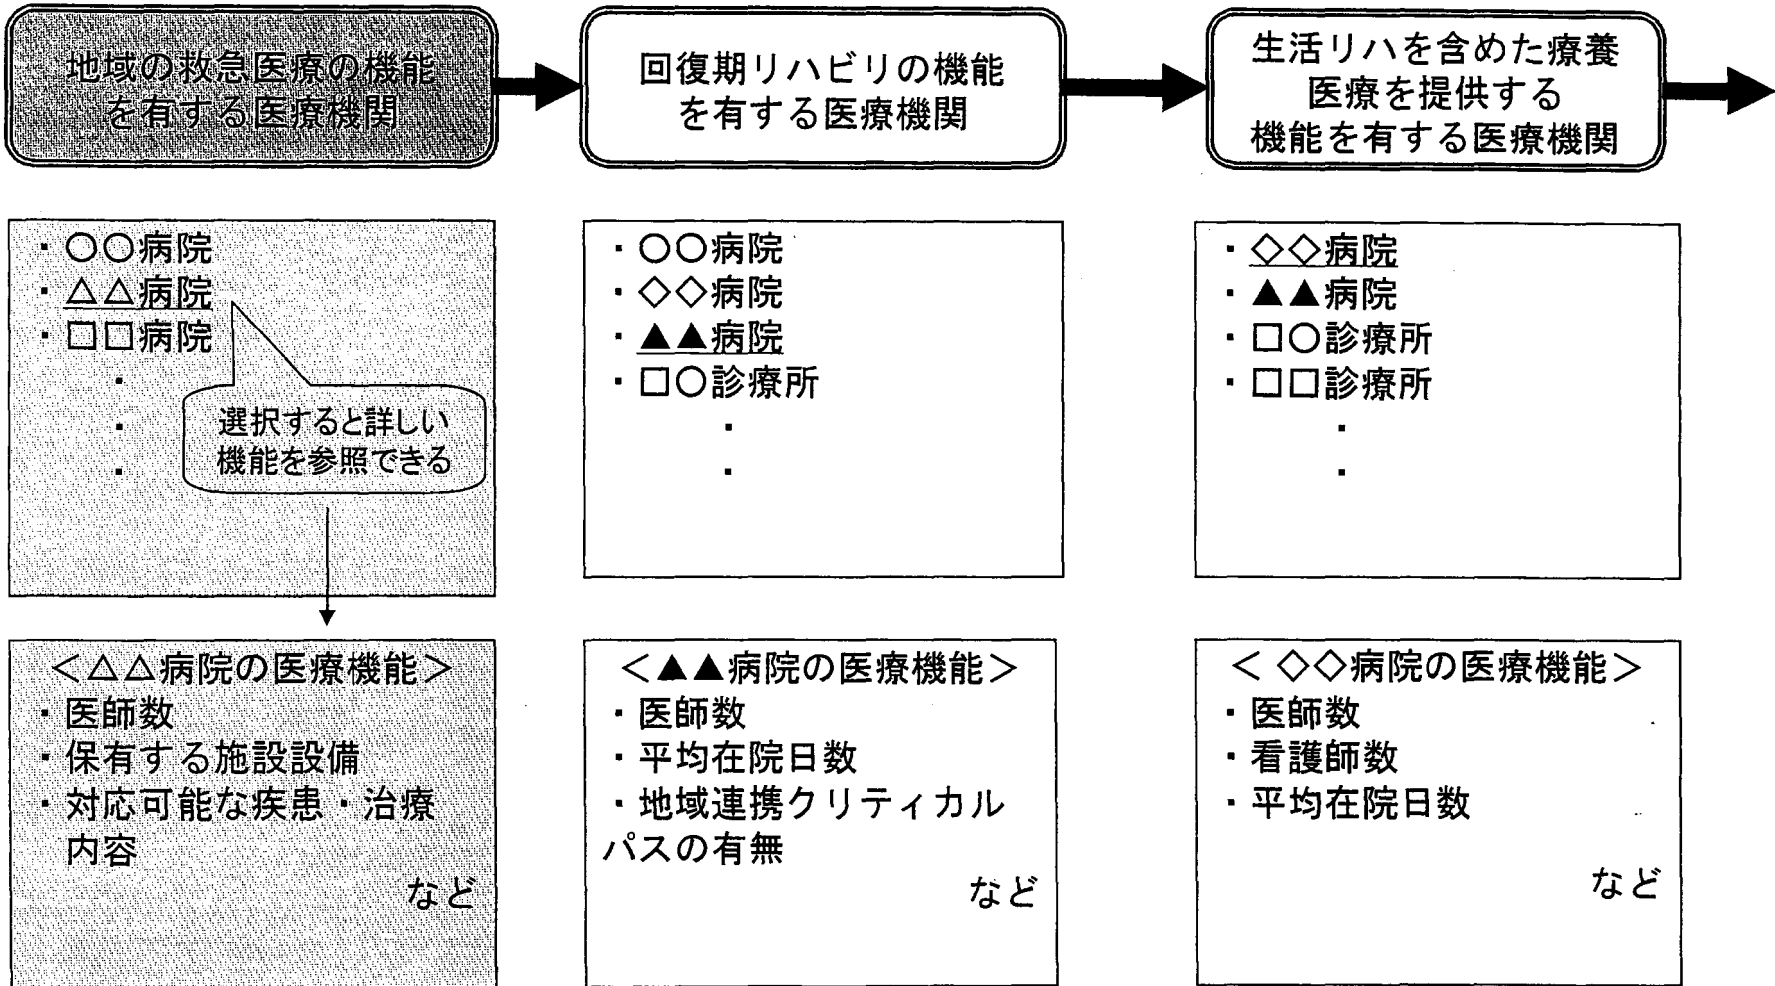 地域の救急医療の機能
を有する医療機関
回復期リハビリの機能
を有する医療機関
生活リハを含めた療養
医療を提供する
機能を有する医療機関
・○○病院
・△△病院
・□□病院
・
・
・
選択すると詳しい
機能を参照できる
・○○病院
・◇◇病院
・▲▲病院
・□○診療所
・
・
・◇◇病院
・▲▲病院
・□○診療所
・□□診療所
・
・
＜△△病院の医療機能＞
・医師数
・保有する施設設備
・対応可能な疾患・治療
内容
など
＜▲▲病院の医療機能＞
・医師数
・平均在院日数
・地域連携クリティカル
パスの有無
など
＜ ◇◇病院の医療機能＞
・医師数
・看護師数
・平均在院日数
など